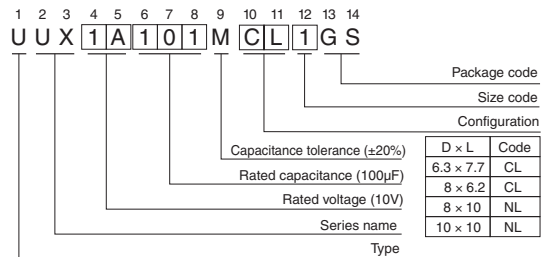 1 2 3 4 5 6 7 8 9 10 11 12 13 14
U U X 1 A 1 0 1 M C L 1 G S
Package code
Size code
Configuration
Capacitance tolerance (±20%)
Rated capacitance (100µF)
Rated voltage (10V)
Series name
Type
D × L Code
6.3 × 7.7 CL
8 × 6.2 CL
8 × 10 NL
10 × 10 NL